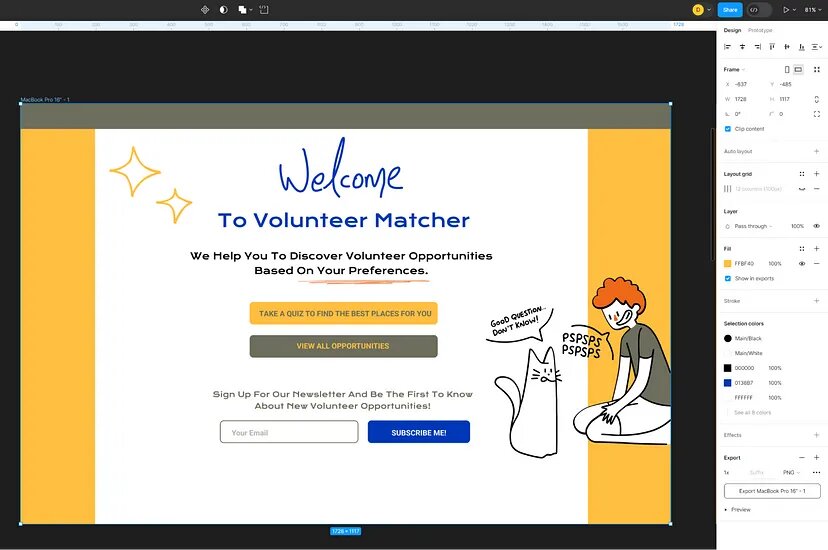 D
Share
81%
0
100
200
300
400
500
600
700
800
900
1000
1100
1200
1300
1400
1500
1600
1728
Design
Prototype
Frame
X
-637
Y
-485
W
1728
H
1117
0°
0
Clip content
Auto layout
Layout grid
12 columns (100px)
Layer
Pass through
100%
Fill
FFBF40
100%
Show in exports
Stroke
Selection colors
Main/Black
Main/White
000000
100%
0138B7
100%
FFFFFF
100%
See all 8 colors
Effects
Export
1x
Suffix
PNG
Export MacBook Pro 16" - 1
Preview
MacBook Pro 16" - 1
Welcome
To Volunteer Matcher
We Help You To Discover Volunteer Opportunities
Based On Your Preferences.
TAKE A QUIZ TO FIND THE BEST PLACES FOR YOU
VIEW ALL OPPORTUNITIES
GOOD QUESTION...
DON'T KNOW!
PSPSPS
PSPSPS
Sign Up For Our Newsletter And Be The First To Know
About New Volunteer Opportunities!
Your Email
SUBSCRIBE ME!
1728 × 1117